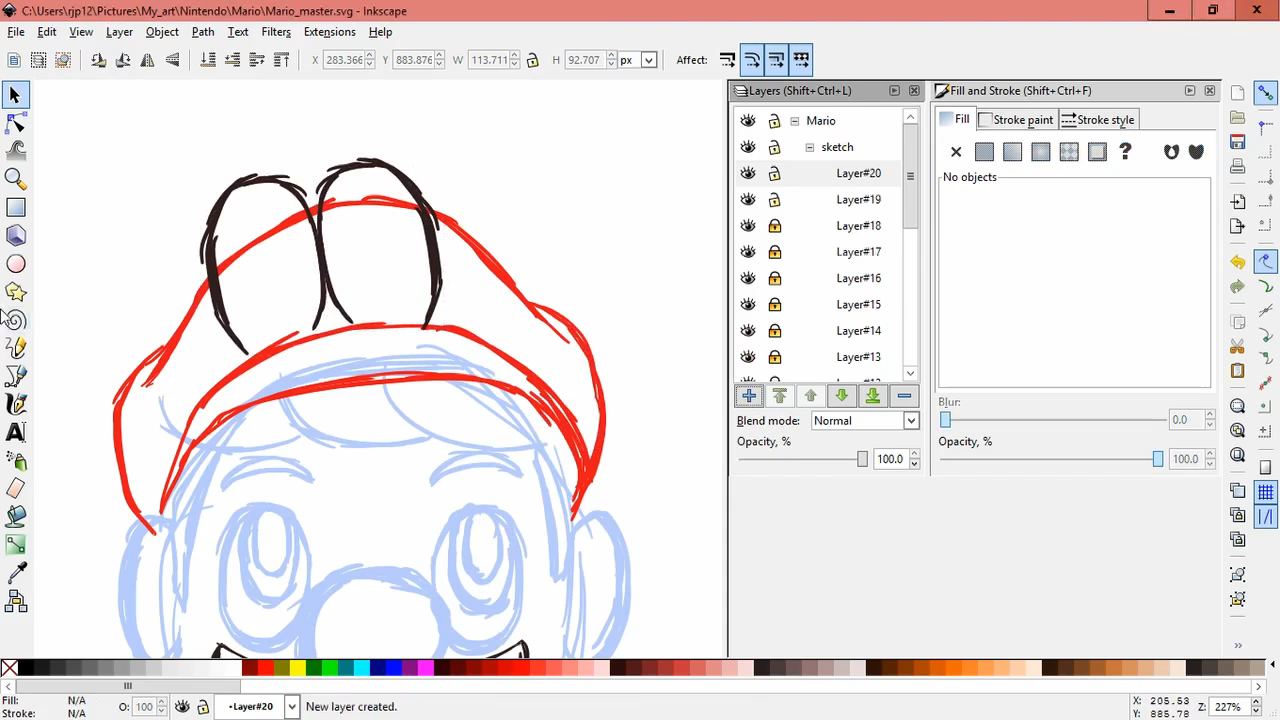 C:\Users\rjp12\Pictures\My_art\Nintendo\Mario\Mario_master.svg - Inkscape
File Edit View Layer Object Path Text Filters Extensions Help
X 283.366 Y 883.876 W 113.711 H 92.707 px Affect:
Layers (Shift+Ctrl+L) Fill and Stroke (Shift+Ctrl+F)
Mario Fill Stroke paint Stroke style
sketch
Layer#20 No objects
Layer#19
Layer#18
Layer#17
Layer#16
Layer#15
Layer#14
Layer#13
Blur:
Blend mode: Normal 0.0
Opacity, % Opacity, %
100.0 100.0
Fill: N/A
Stroke: N/A O: 100 •Layer#20 New layer created. X: 205.53
Y: 885.78 Z: 227%